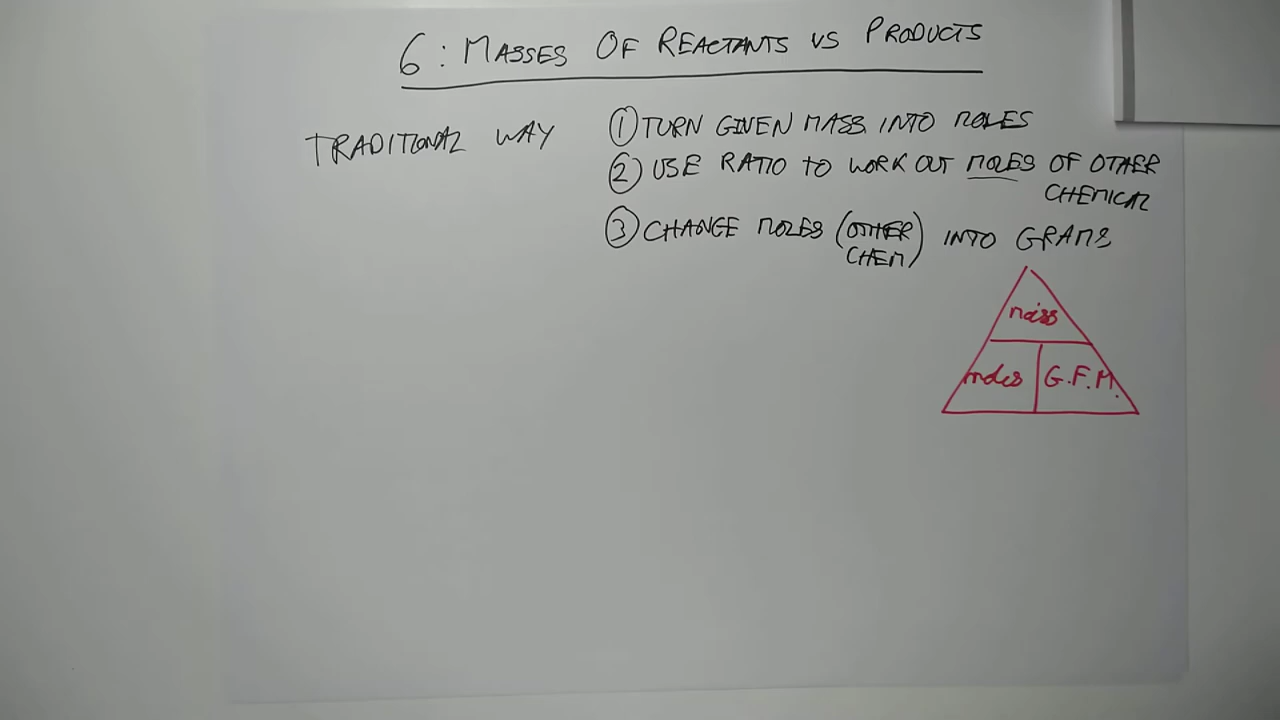 6: MASSES OF REACTANTS VS PRODUCTS
TRADITIONAL WAY
① TURN GIVEN MASS INTO MOLES
② USE RATIO TO WORK OUT MOLES OF OTHER
CHEMICAL
③ CHANGE MOLES (OTHER CHEM) INTO GRAMS
mass
moles
G.F.M.